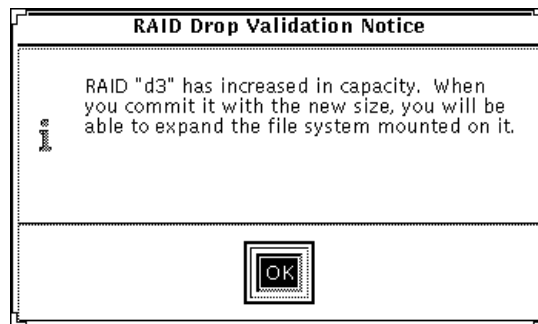 RAID Drop Validation Notice
RAID "d3" has increased in capacity.  When
you commit it with the new size, you will be
able to expand the file system mounted on it.
OK